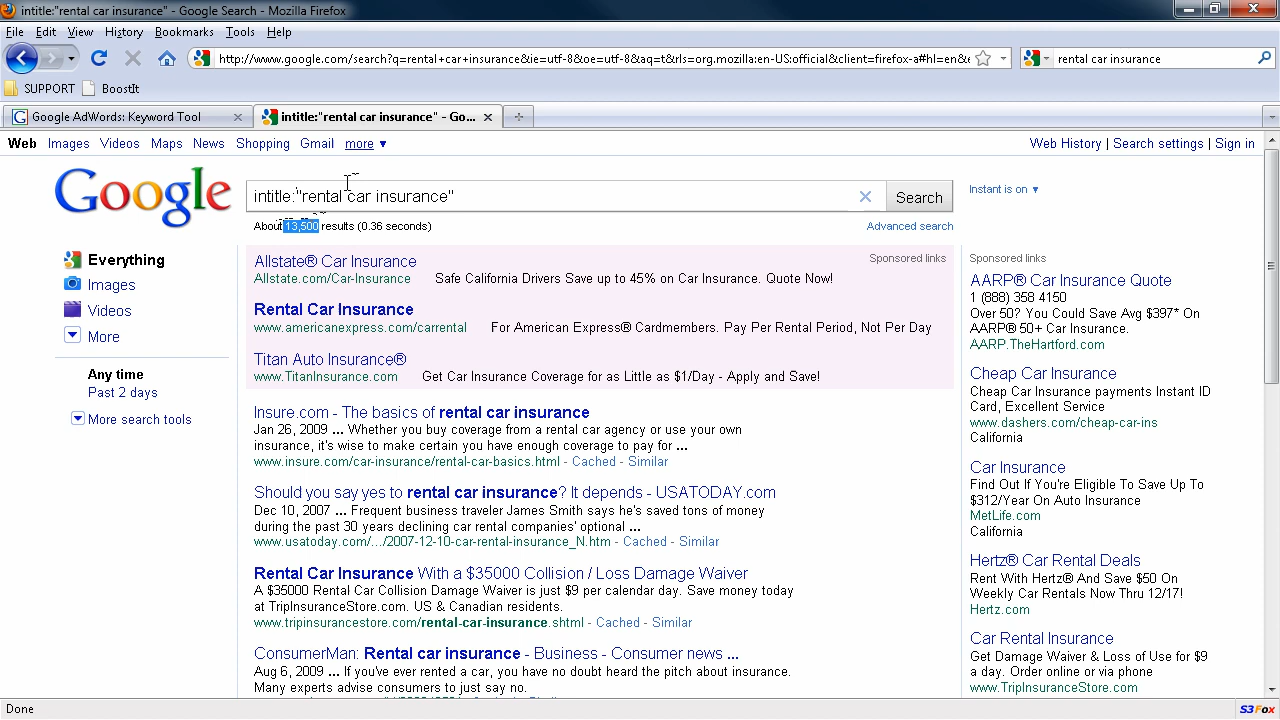 intitle:"rental car insurance" - Google Search - Mozilla Firefox
File Edit View History Bookmarks Tools Help
http://www.google.com/search?q=rental+car+insurance&ie=utf-8&oe=utf-8&aq=t&rls=org.mozilla:en-US:official&client=firefox-a#hl=en&
rental car insurance
SUPPORT BoostIt
Google AdWords: Keyword Tool
intitle:"rental car insurance" - Go...
Web Images Videos Maps News Shopping Gmail more ▼
Web History | Search settings | Sign in
Google
intitle:"rental car insurance"
Search
Instant is on ▼
About 13,500 results (0.36 seconds)
Advanced search
Everything
Images
Videos
More
Any time
Past 2 days
More search tools
Sponsored links
Allstate® Car Insurance
Allstate.com/Car-Insurance Safe California Drivers Save up to 45% on Car Insurance Quote Now!
Rental Car Insurance
www.americanexpress.com/carrental For American Express® Cardmembers. Pay Per Rental Period, Not Per Day
Titan Auto Insurance®
www.TitanInsurance.com Get Car Insurance Coverage for as Little as $1/Day - Apply and Save!
Insure.com - The basics of rental car insurance
Jan 26, 2009 ... Whether you buy coverage from a rental car agency or use your own
insurance, it's wise to make certain you have enough coverage to pay for ...
www.insure.com/car-insurance/rental-car-basics.html - Cached - Similar
Should you say yes to rental car insurance? It depends - USATODAY.com
Dec 10, 2007 ... Frequent business traveler James Smith says he's saved tons of money
during the past 30 years declining car rental companies' optional ...
www.usatoday.com/.../2007-12-10-car-rental-insurance_N.htm - Cached - Similar
Rental Car Insurance With a $35000 Collision / Loss Damage Waiver
A $35000 Rental Car Collision Damage Waiver is just $9 per calendar day. Save money today
at TripInsuranceStore.com. US & Canadian residents.
www.tripinsurancestore.com/rental-car-insurance.shtml - Cached - Similar
ConsumerMan: Rental car insurance - Business - Consumer news ...
Aug 6, 2009 ... If you've ever rented a car, you have no doubt heard the pitch about insurance.
Many experts advise consumers to just say no.
Sponsored links
AARP® Car Insurance Quote
1 (888) 358 4150
Over 50? You Could Save Avg $397* On
AARP® 50+ Car Insurance.
AARP.TheHartford.com
Cheap Car Insurance
Cheap Car Insurance payments Instant ID
Card, Excellent Service
www.dashers.com/cheap-car-ins
California
Car Insurance
Find Out If You're Eligible To Save Up To
$312/Year On Auto Insurance
MetLife.com
California
Hertz® Car Rental Deals
Rent With Hertz® And Save $50 On
Weekly Car Rentals Now Thru 12/17!
Hertz.com
Car Rental Insurance
Get Damage Waiver & Loss of Use for $9
a day. Order online or via phone
www.TripInsuranceStore.com
Done
S3Fox